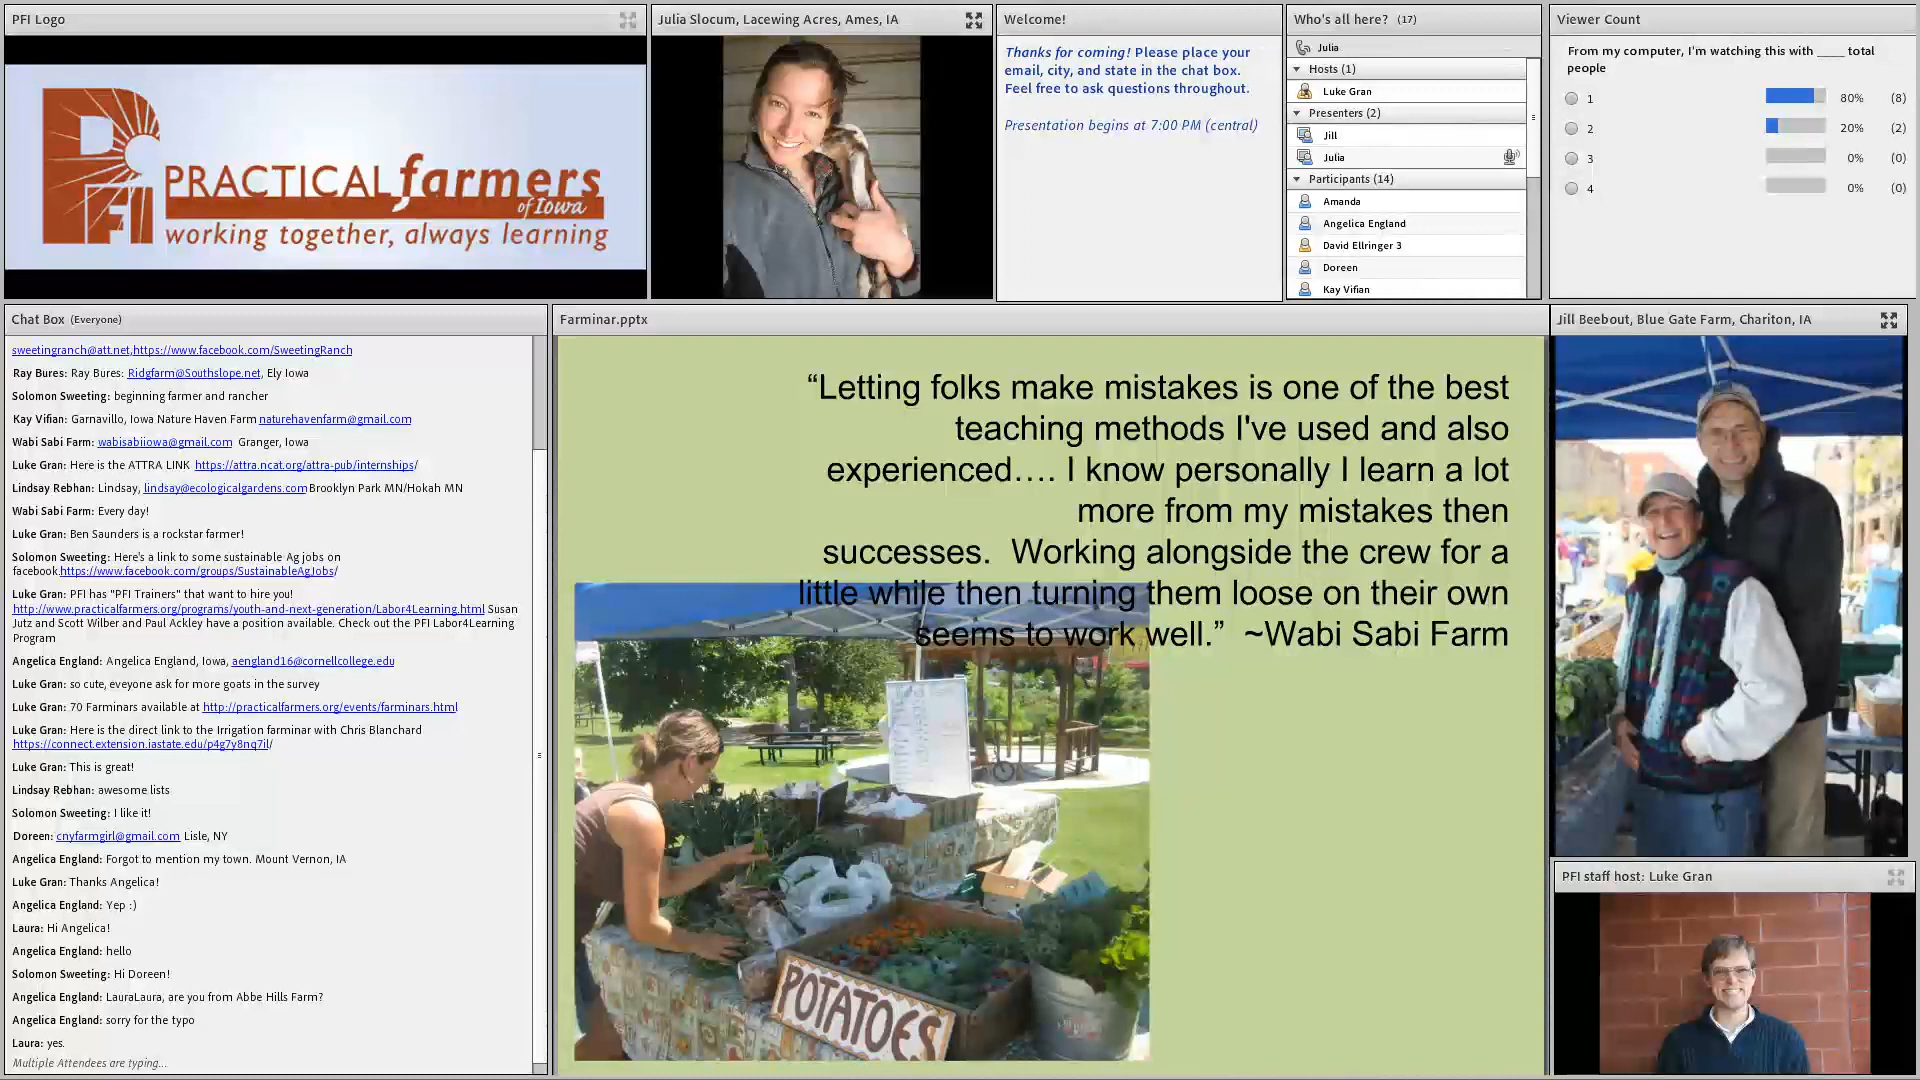 PFI Logo
PFI
PRACTICAL farmers
of Iowa
working together, always learning
Julia Slocum, Lacewing Acres, Ames, IA
Welcome!
Thanks for coming! Please place your
email, city, and state in the chat box.
Feel free to ask questions throughout.
Presentation begins at 7:00 PM (central)
Who's all here? (17)
Julia
Hosts (1)
Luke Gran
Presenters (2)
Jill
Julia
Participants (14)
Amanda
Angelica England
David Ellringer 3
Doreen
Kay Vifian
Viewer Count
From my computer, I'm watching this with ____ total
people
1 80% (8)
2 20% (2)
3 0% (0)
4 0% (0)
Chat Box (Everyone)
sweetingranch@att.net,https://www.facebook.com/SweetingRanch
Ray Bures: Ray Bures: Ridgfarm@Southslope.net, Ely Iowa
Solomon Sweeting: beginning farmer and rancher
Kay Vifian: Garnavillo, Iowa Nature Haven Farm naturehavenfarm@gmail.com
Wabi Sabi Farm: wabisabiiowa@gmail.com Granger, Iowa
Luke Gran: Here is the ATTRA LINK https://attra.ncat.org/attra-pub/internships/
Lindsay Rebhan: Lindsay, lindsay@ecologicalgardens.com Brooklyn Park MN/Hokah MN
Wabi Sabi Farm: Every day!
Luke Gran: Ben Saunders is a rockstar farmer!
Solomon Sweeting: Here's a link to some sustainable Ag jobs on
facebook.https://www.facebook.com/groups/SustainableAgJobs/
Luke Gran: PFI has "PFI Trainers" that want to hire you!
http://www.practicalfarmers.org/programs/youth-and-next-generation/Labor4Learning.html Susan
Jutz and Scott Wilber and Paul Ackley have a position available. Check out the PFI Labor4Learning
Program
Angelica England: Angelica England, Iowa, aengland16@cornellcollege.edu
Luke Gran: so cute, eveyone ask for more goats in the survey
Luke Gran: 70 Farminars available at http://practicalfarmers.org/events/farminars.html
Luke Gran: Here is the direct link to the Irrigation farminar with Chris Blanchard
https://connect.extension.iastate.edu/p4g7y8nq7il/
Luke Gran: This is great!
Lindsay Rebhan: awesome lists
Solomon Sweeting: I like it!
Doreen: cnyfarmgirl@gmail.com Lisle, NY
Angelica England: Forgot to mention my town. Mount Vernon, IA
Luke Gran: Thanks Angelica!
Angelica England: Yep :)
Laura: Hi Angelica!
Angelica England: hello
Solomon Sweeting: Hi Doreen!
Angelica England: LauraLaura, are you from Abbe Hills Farm?
Angelica England: sorry for the typo
Laura: yes.
Multiple Attendees are typing...
Farminar.pptx
“Letting folks make mistakes is one of the best
teaching methods I've used and also
experienced…. I know personally I learn a lot
more from my mistakes then
successes. Working alongside the crew for a
little while then turning them loose on their own
seems to work well.” ~Wabi Sabi Farm
POTATOES
Jill Beebout, Blue Gate Farm, Chariton, IA
PFI staff host: Luke Gran